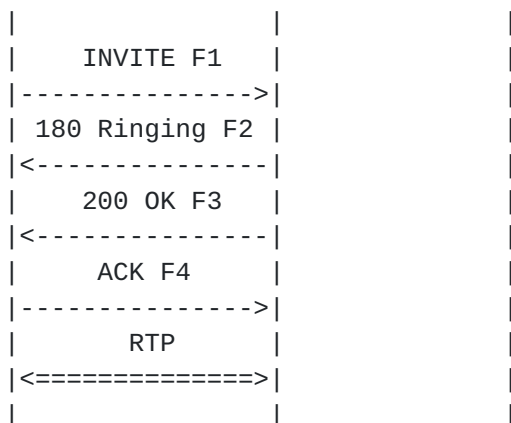 |                |              |
|    INVITE F1   |              |
|--------------->|              |
| 180 Ringing F2 |              |
|<---------------|              |
|    200 OK F3   |              |
|<---------------|              |
|     ACK F4     |              |
|--------------->|              |
|       RTP      |              |
|<==============>|              |
|                |              |